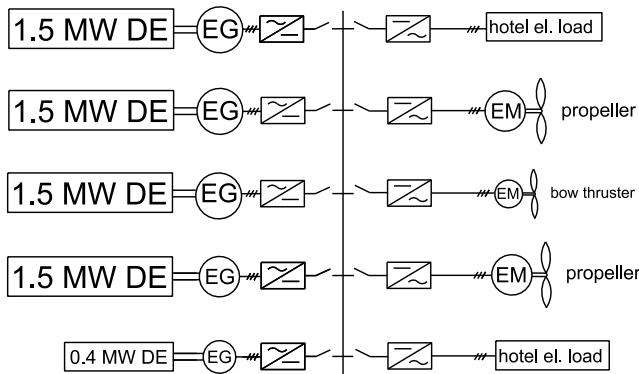 1.5 MW DE EG hotel el. load
1.5 MW DE EG EM propeller
1.5 MW DE EG EM bow thruster
1.5 MW DE EG EM propeller
0.4 MW DE EG hotel el. load